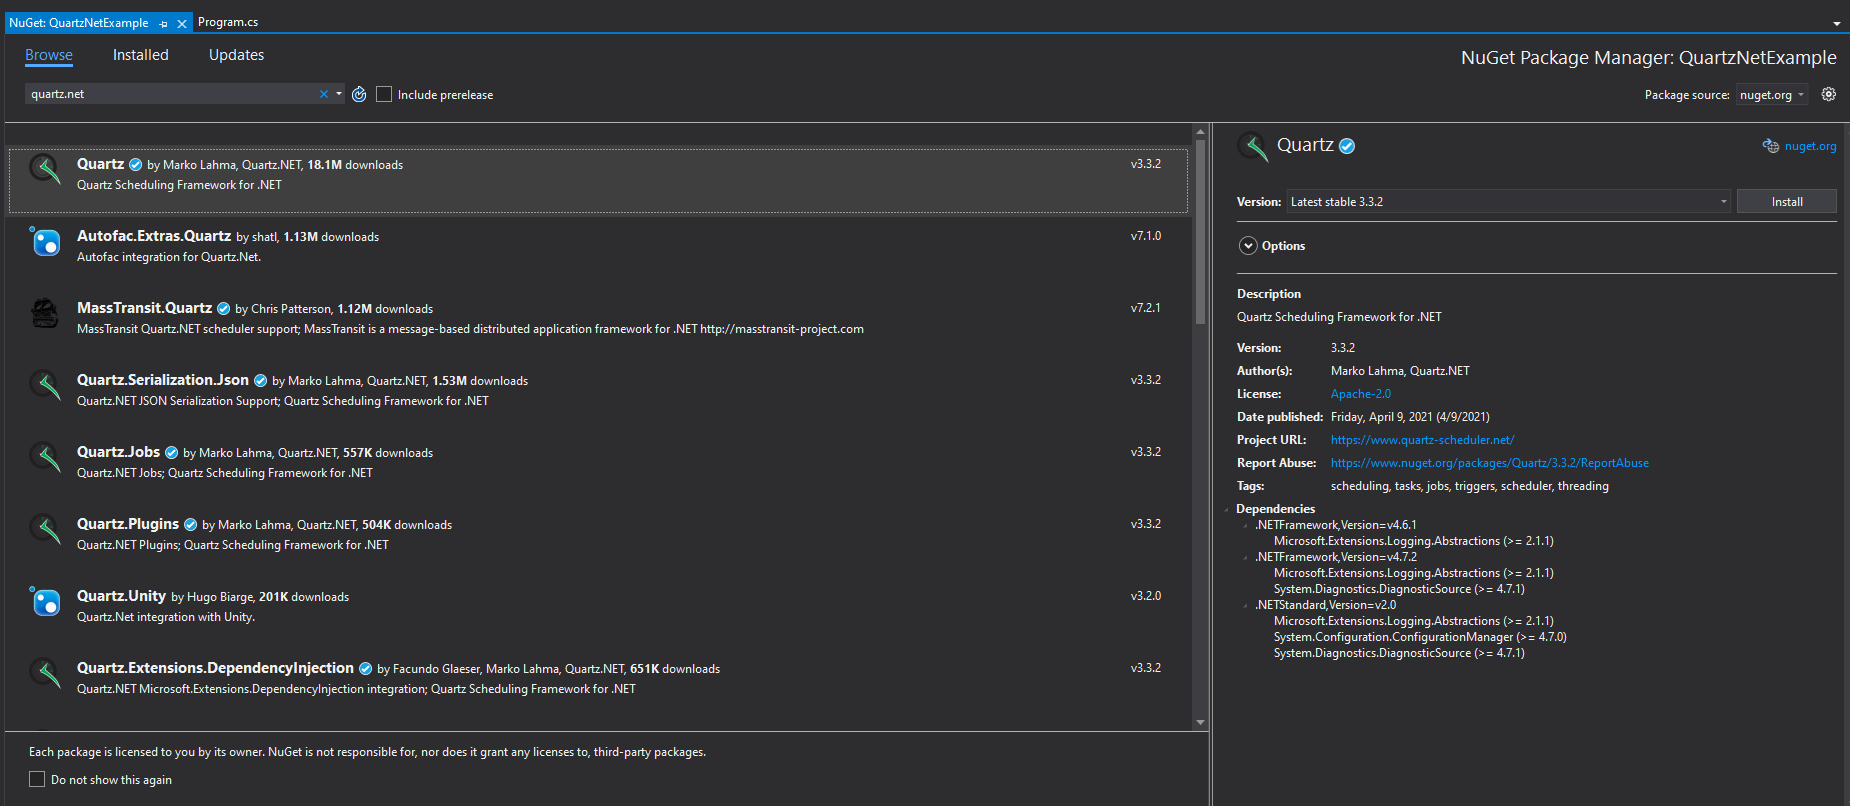 NuGet: QuartzNetExample
Program.cs
Browse
Installed
Updates
NuGet Package Manager: QuartzNetExample
quartz.net
Include prerelease
Package source:
nuget.org
Quartz by Marko Lahma, Quartz.NET, 18.1M downloads
v3.3.2
Quartz Scheduling Framework for .NET
Autofac.Extras.Quartz by shatl, 1.13M downloads
v7.1.0
Autofac integration for Quartz.Net.
MassTransit.Quartz by Chris Patterson, 1.12M downloads
v7.2.1
MassTransit Quartz.NET scheduler support; MassTransit is a message-based distributed application framework for .NET http://masstransit-project.com
Quartz.Serialization.Json by Marko Lahma, Quartz.NET, 1.53M downloads
v3.3.2
Quartz.NET JSON Serialization Support; Quartz Scheduling Framework for .NET
Quartz.Jobs by Marko Lahma, Quartz.NET, 557K downloads
v3.3.2
Quartz.NET Jobs; Quartz Scheduling Framework for .NET
Quartz.Plugins by Marko Lahma, Quartz.NET, 504K downloads
v3.3.2
Quartz.NET Plugins; Quartz Scheduling Framework for .NET
Quartz.Unity by Hugo Biarge, 201K downloads
v3.2.0
Quartz.Net integration with Unity.
Quartz.Extensions.DependencyInjection by Facundo Glaeser, Marko Lahma, Quartz.NET, 651K downloads
v3.3.2
Quartz.NET Microsoft.Extensions.DependencyInjection integration; Quartz Scheduling Framework for .NET
Each package is licensed to you by its owner. NuGet is not responsible for, nor does it grant any licenses to, third-party packages.
Do not show this again
Quartz
nuget.org
Version:
Latest stable 3.3.2
Install
Options
Description
Quartz Scheduling Framework for .NET
Version: 3.3.2
Author(s): Marko Lahma, Quartz.NET
License: Apache-2.0
Date published: Friday, April 9, 2021 (4/9/2021)
Project URL: https://www.quartz-scheduler.net/
Report Abuse: https://www.nuget.org/packages/Quartz/3.3.2/ReportAbuse
Tags: scheduling, tasks, jobs, triggers, scheduler, threading
Dependencies
.NETFramework,Version=v4.6.1
Microsoft.Extensions.Logging.Abstractions (>= 2.1.1)
.NETFramework,Version=v4.7.2
Microsoft.Extensions.Logging.Abstractions (>= 2.1.1)
System.Diagnostics.DiagnosticSource (>= 4.7.1)
.NETStandard,Version=v2.0
Microsoft.Extensions.Logging.Abstractions (>= 2.1.1)
System.Configuration.ConfigurationManager (>= 4.7.0)
System.Diagnostics.DiagnosticSource (>= 4.7.1)